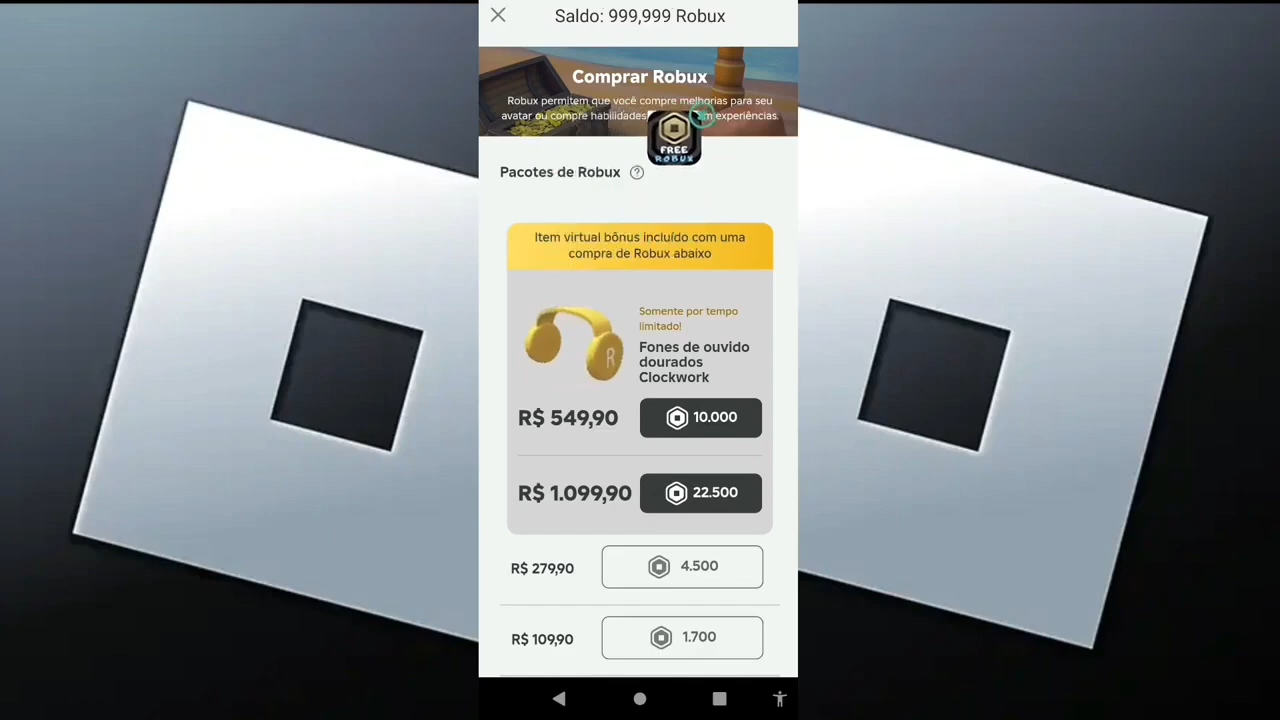 Saldo: 999,999 Robux
Comprar Robux
Robux permitem que você compre melhorias para seu
avatar ou compre habilidades em experiências.
FREE
ROBUX
Pacotes de Robux ?
Item virtual bônus incluído com uma
compra de Robux abaixo
Somente por tempo
limitado!
Fones de ouvido
dourados
Clockwork
R
R$ 549,90 10.000
R$ 1.099,90 22.500
R$ 279,90 4.500
R$ 109,90 1.700